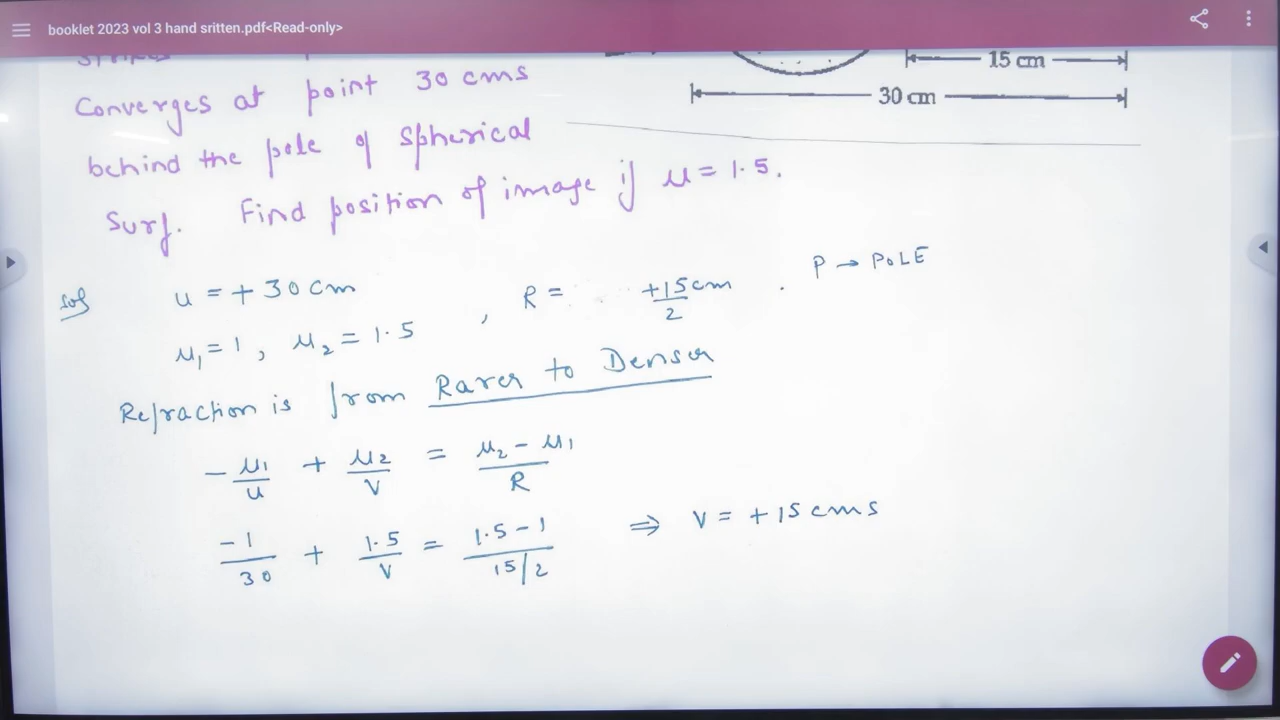 booklet 2023 vol 3 hand sritten.pdf<Read-only>
15 cm
Converges at point 30 cms
30 cm
behind the pole of spherical
Surf. Find position of image if μ = 1.5.
Sol u = + 30 cm , R = +15cm/2 . P → POLE
μ₁ = 1 , μ₂ = 1.5
Refraction is from Rarer to Denser
- μ₁/u + μ₂/v = μ₂ - μ₁/R
-1/30 + 1.5/v = 1.5 - 1/15/2 ⇒ v = +15 cms